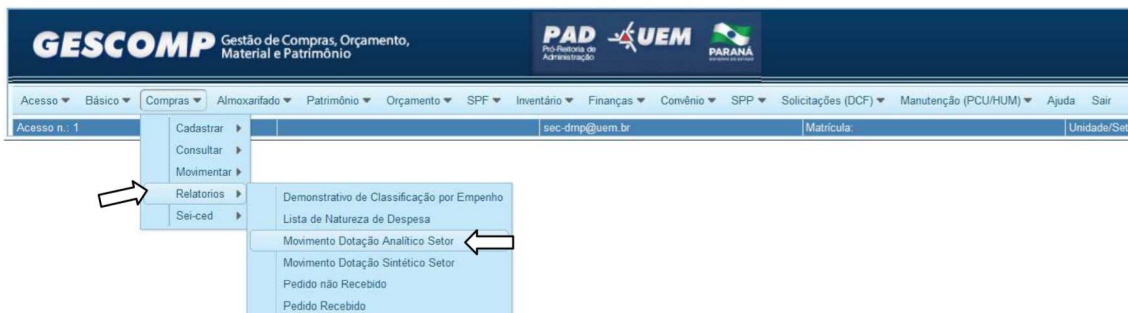 GESCOMP Gestão de Compras, Orçamento,
Material e Patrimônio
PAD
Pró-Reitoria de
Administração
UEM
PARANÁ
GOVERNO DO ESTADO
Acesso Básico Compras Almoxarifado Patrimônio Orçamento SPF Inventário Finanças Convênio SPP Solicitações (DCF) Manutenção (PCU/HUM) Ajuda Sair
Acesso n.: 1 sec-dmp@uem.br Matrícula: Unidade/Set
Cadastrar
Consultar
Movimentar
Relatorios
Sei-ced
Demonstrativo de Classificação por Empenho
Lista de Natureza de Despesa
Movimento Dotação Analítico Setor
Movimento Dotação Sintético Setor
Pedido não Recebido
Pedido Recebido